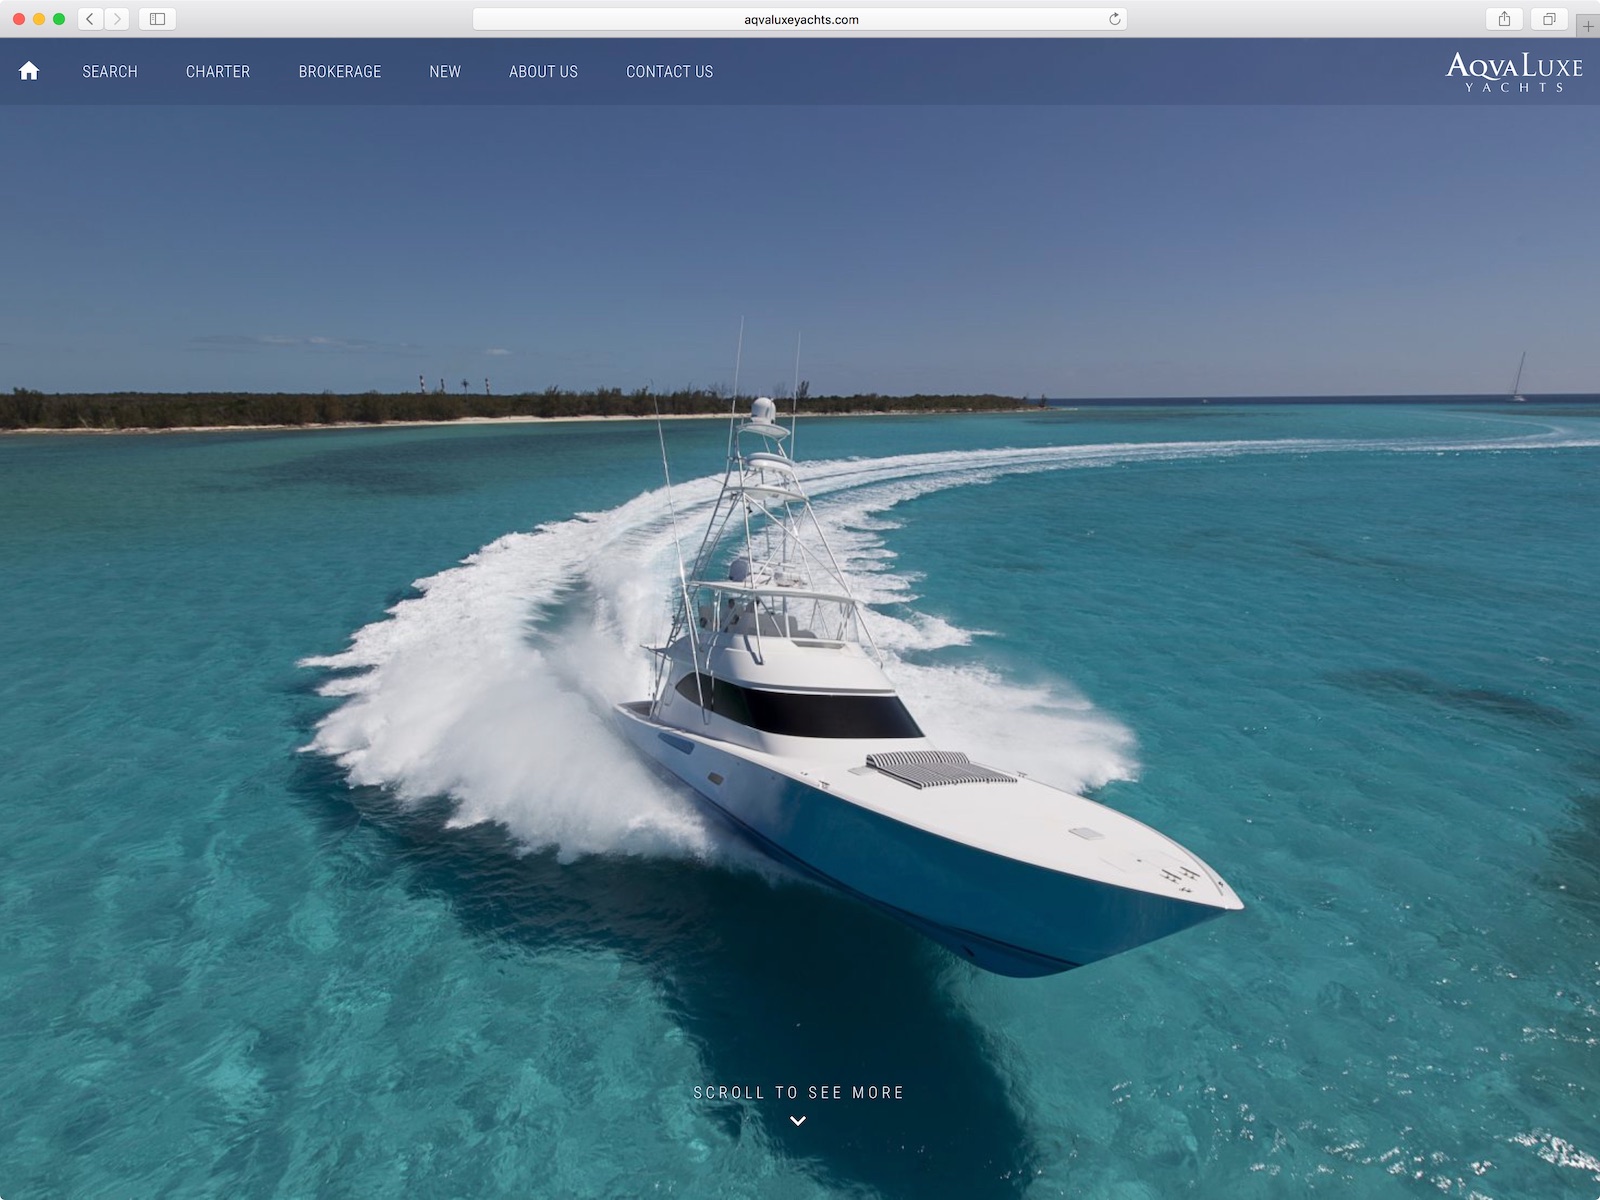 aqvaluxeyachts.com
SEARCH
CHARTER
BROKERAGE
NEW
ABOUT US
CONTACT US
AQVALUXE
YACHTS
SCROLL TO SEE MORE